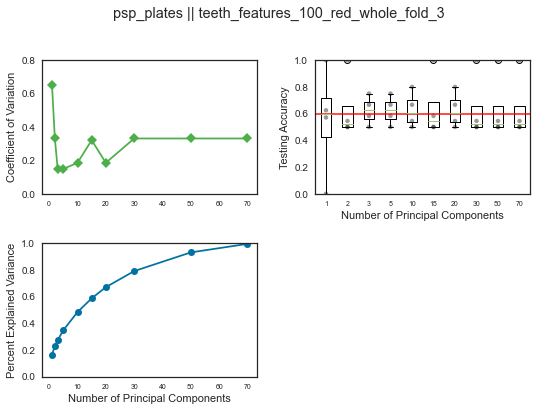 psp_plates || teeth_features_100_red_whole_fold_3
Coefficient of Variation
0.8
0.6
0.4
0.2
0.0
0 10 20 30 40 50 60 70
Testing Accuracy
1.0
0.8
0.6
0.4
0.2
0.0
1 2 3 5 10 15 20 30 50 70
Number of Principal Components
Percent Explained Variance
1.0
0.8
0.6
0.4
0.2
0.0
0 10 20 30 40 50 60 70
Number of Principal Components